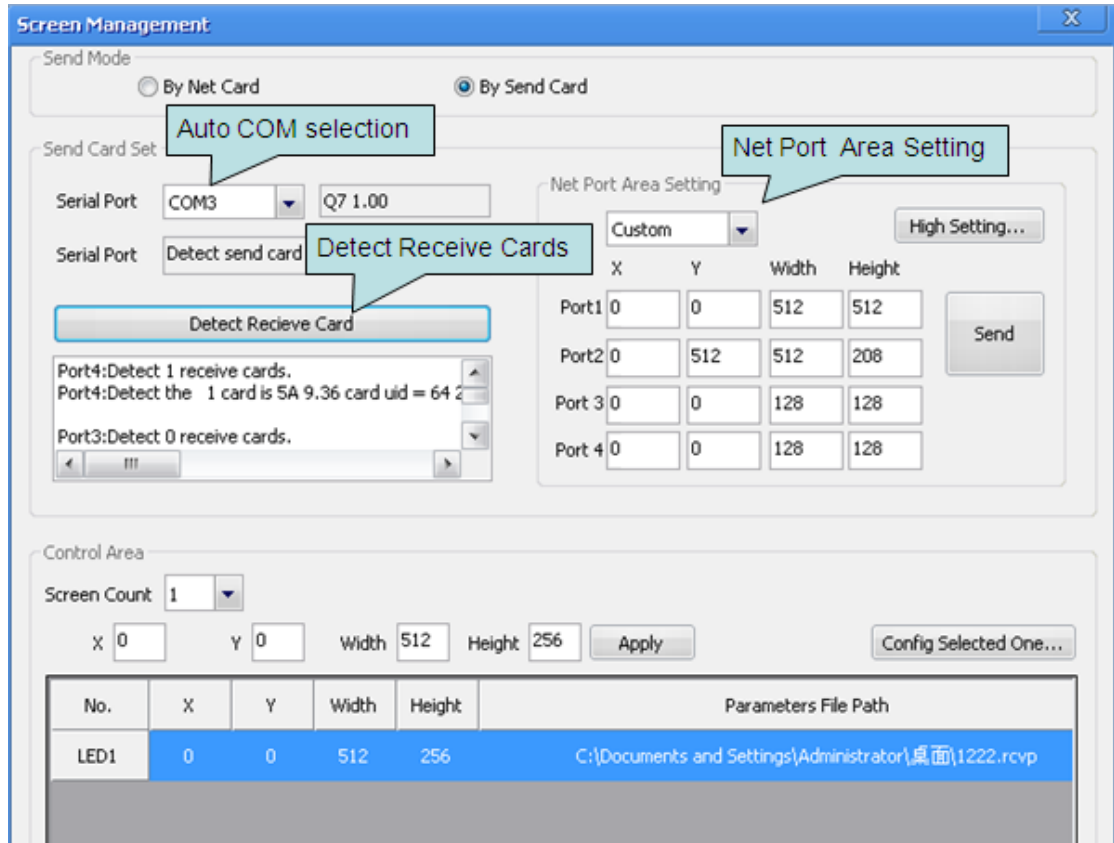 Screen Management
Send Mode
By Net Card
By Send Card
Auto COM selection
Net Port Area Setting
Send Card Set
Net Port Area Setting
Serial Port
COM3
Q7 1.00
Custom
High Setting...
Serial Port
Detect send card
Detect Receive Cards
X Y Width Height
Detect Recieve Card
Port1 0 0 512 512
Send
Port2 0 512 512 208
Port 3 0 0 128 128
Port 4 0 0 128 128
Port4:Detect 1 receive cards.
Port4:Detect the 1 card is 5A 9.36 card uid = 64
Port3:Detect 0 receive cards.
Control Area
Screen Count 1
X 0 Y 0 Width 512 Height 256 Apply Config Selected One...
No. X Y Width Height Parameters File Path
LED1 0 0 512 256 C:\Documents and Settings\Administrator\桌面\1222.rcvp